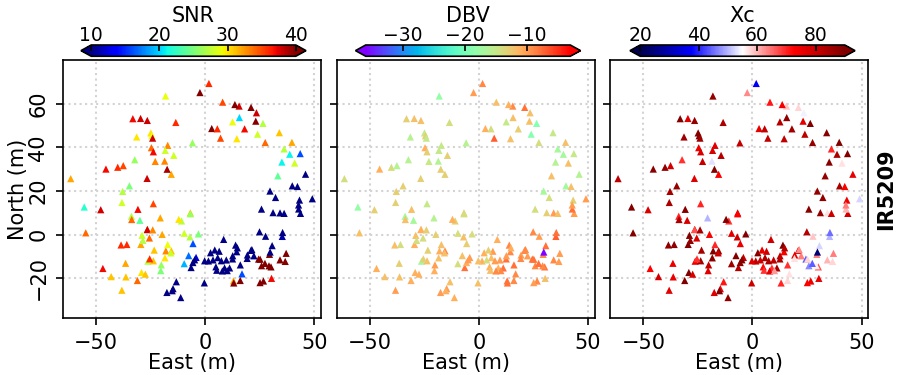 SNR DBV Xc
10 20 30 40 −30 −20 −10 20 40 60 80
60
40
20
0
−20
North (m)
−50 0 50 −50 0 50 −50 0 50
East (m) East (m) East (m)
IR5209